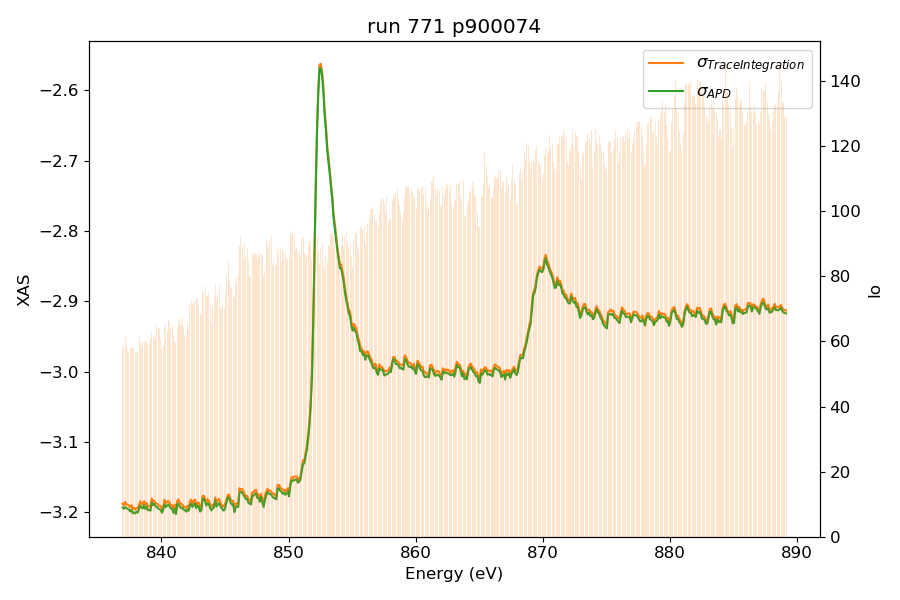 run 771 p900074
σTraceIntegration
σAPD
−2.6
−2.7
−2.8
−2.9
−3.0
−3.1
−3.2
XAS
140
120
100
80
60
40
20
0
Io
840 850 860 870 880 890
Energy (eV)